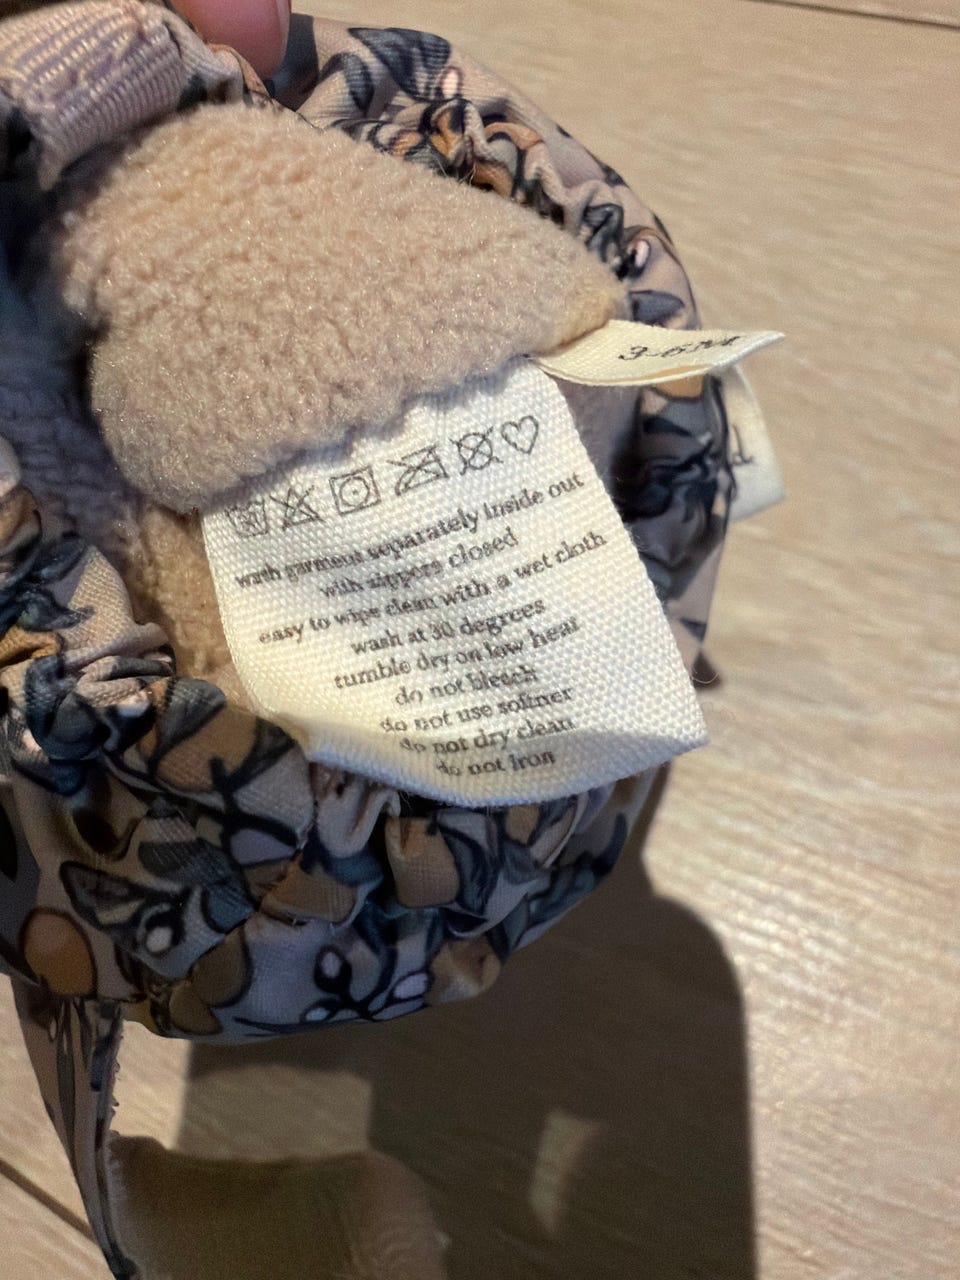 3-6M
wash garment separately inside out
with zippers closed
easy to wipe clean with a wet cloth
wash at 30 degrees
tumble dry on low heat
do not bleach
do not use softner
do not dry clean
do not iron